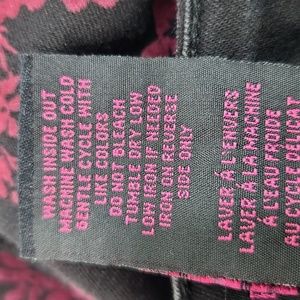 WASH INSIDE OUT
MACHINE WASH COLD
GENTLE CYCLE WITH
LIKE COLORS
DO NOT BLEACH
TUMBLE DRY LOW
LOW IRON IF NEEDED
IRON ON REVERSE
SIDE ONLY
LAVER À L'ENVERS
LAVER À LA MACHINE
À L'EAU FROIDE
AU CYCLE DÉLICAT